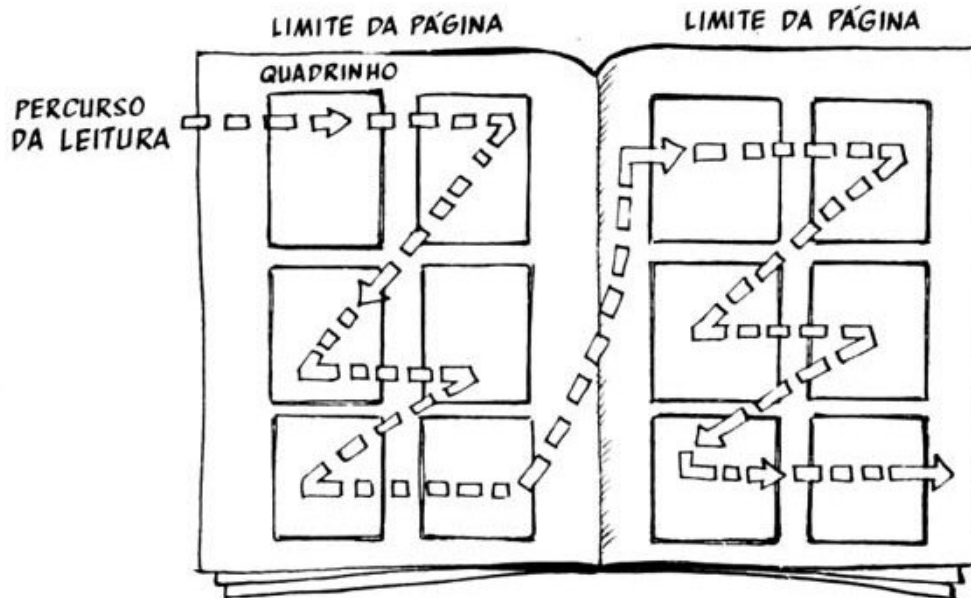 LIMITE DA PÁGINA
LIMITE DA PÁGINA
QUADRINHO
PERCURSO
DA LEITURA